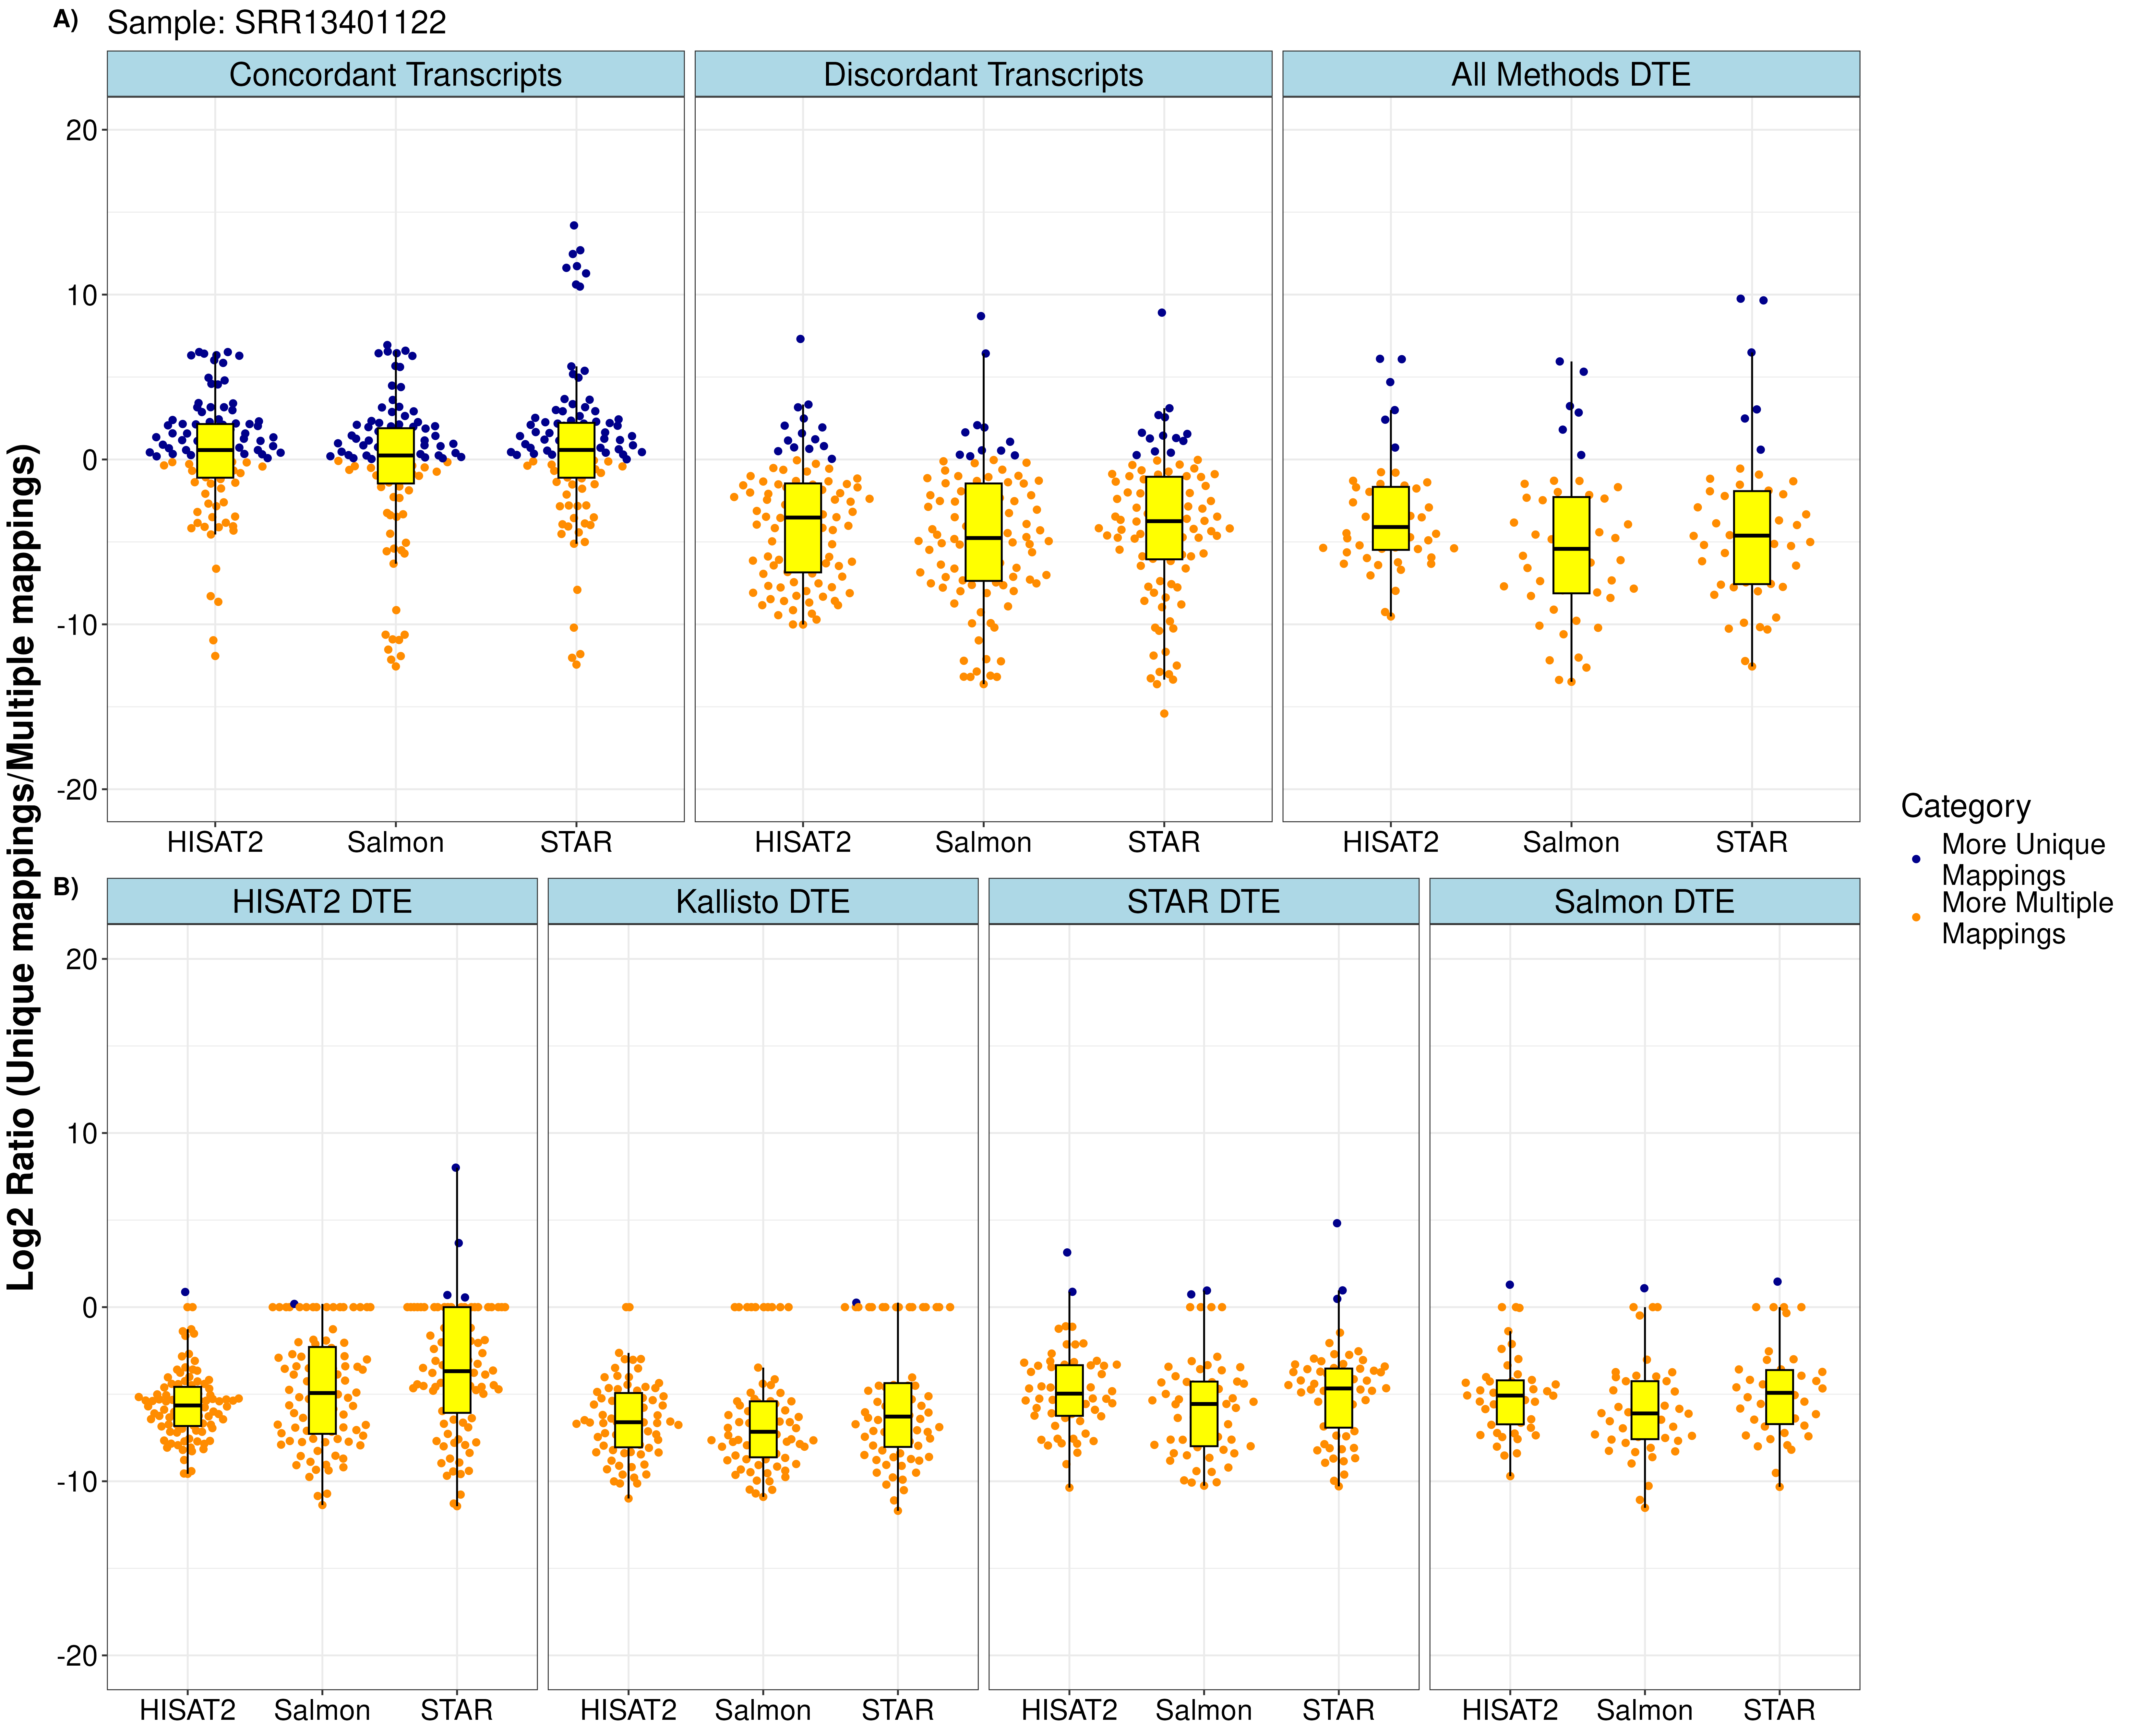 A) Sample: SRR13401122
Concordant Transcripts Discordant Transcripts All Methods DTE
20
10
0
-10
-20
HISAT2 Salmon STAR HISAT2 Salmon STAR HISAT2 Salmon STAR
Log2 Ratio (Unique mappings/Multiple mappings)
B)
HISAT2 DTE Kallisto DTE STAR DTE Salmon DTE
20
10
0
-10
-20
HISAT2 Salmon STAR HISAT2 Salmon STAR HISAT2 Salmon STAR HISAT2 Salmon STAR
Category
More Unique
Mappings
More Multiple
Mappings